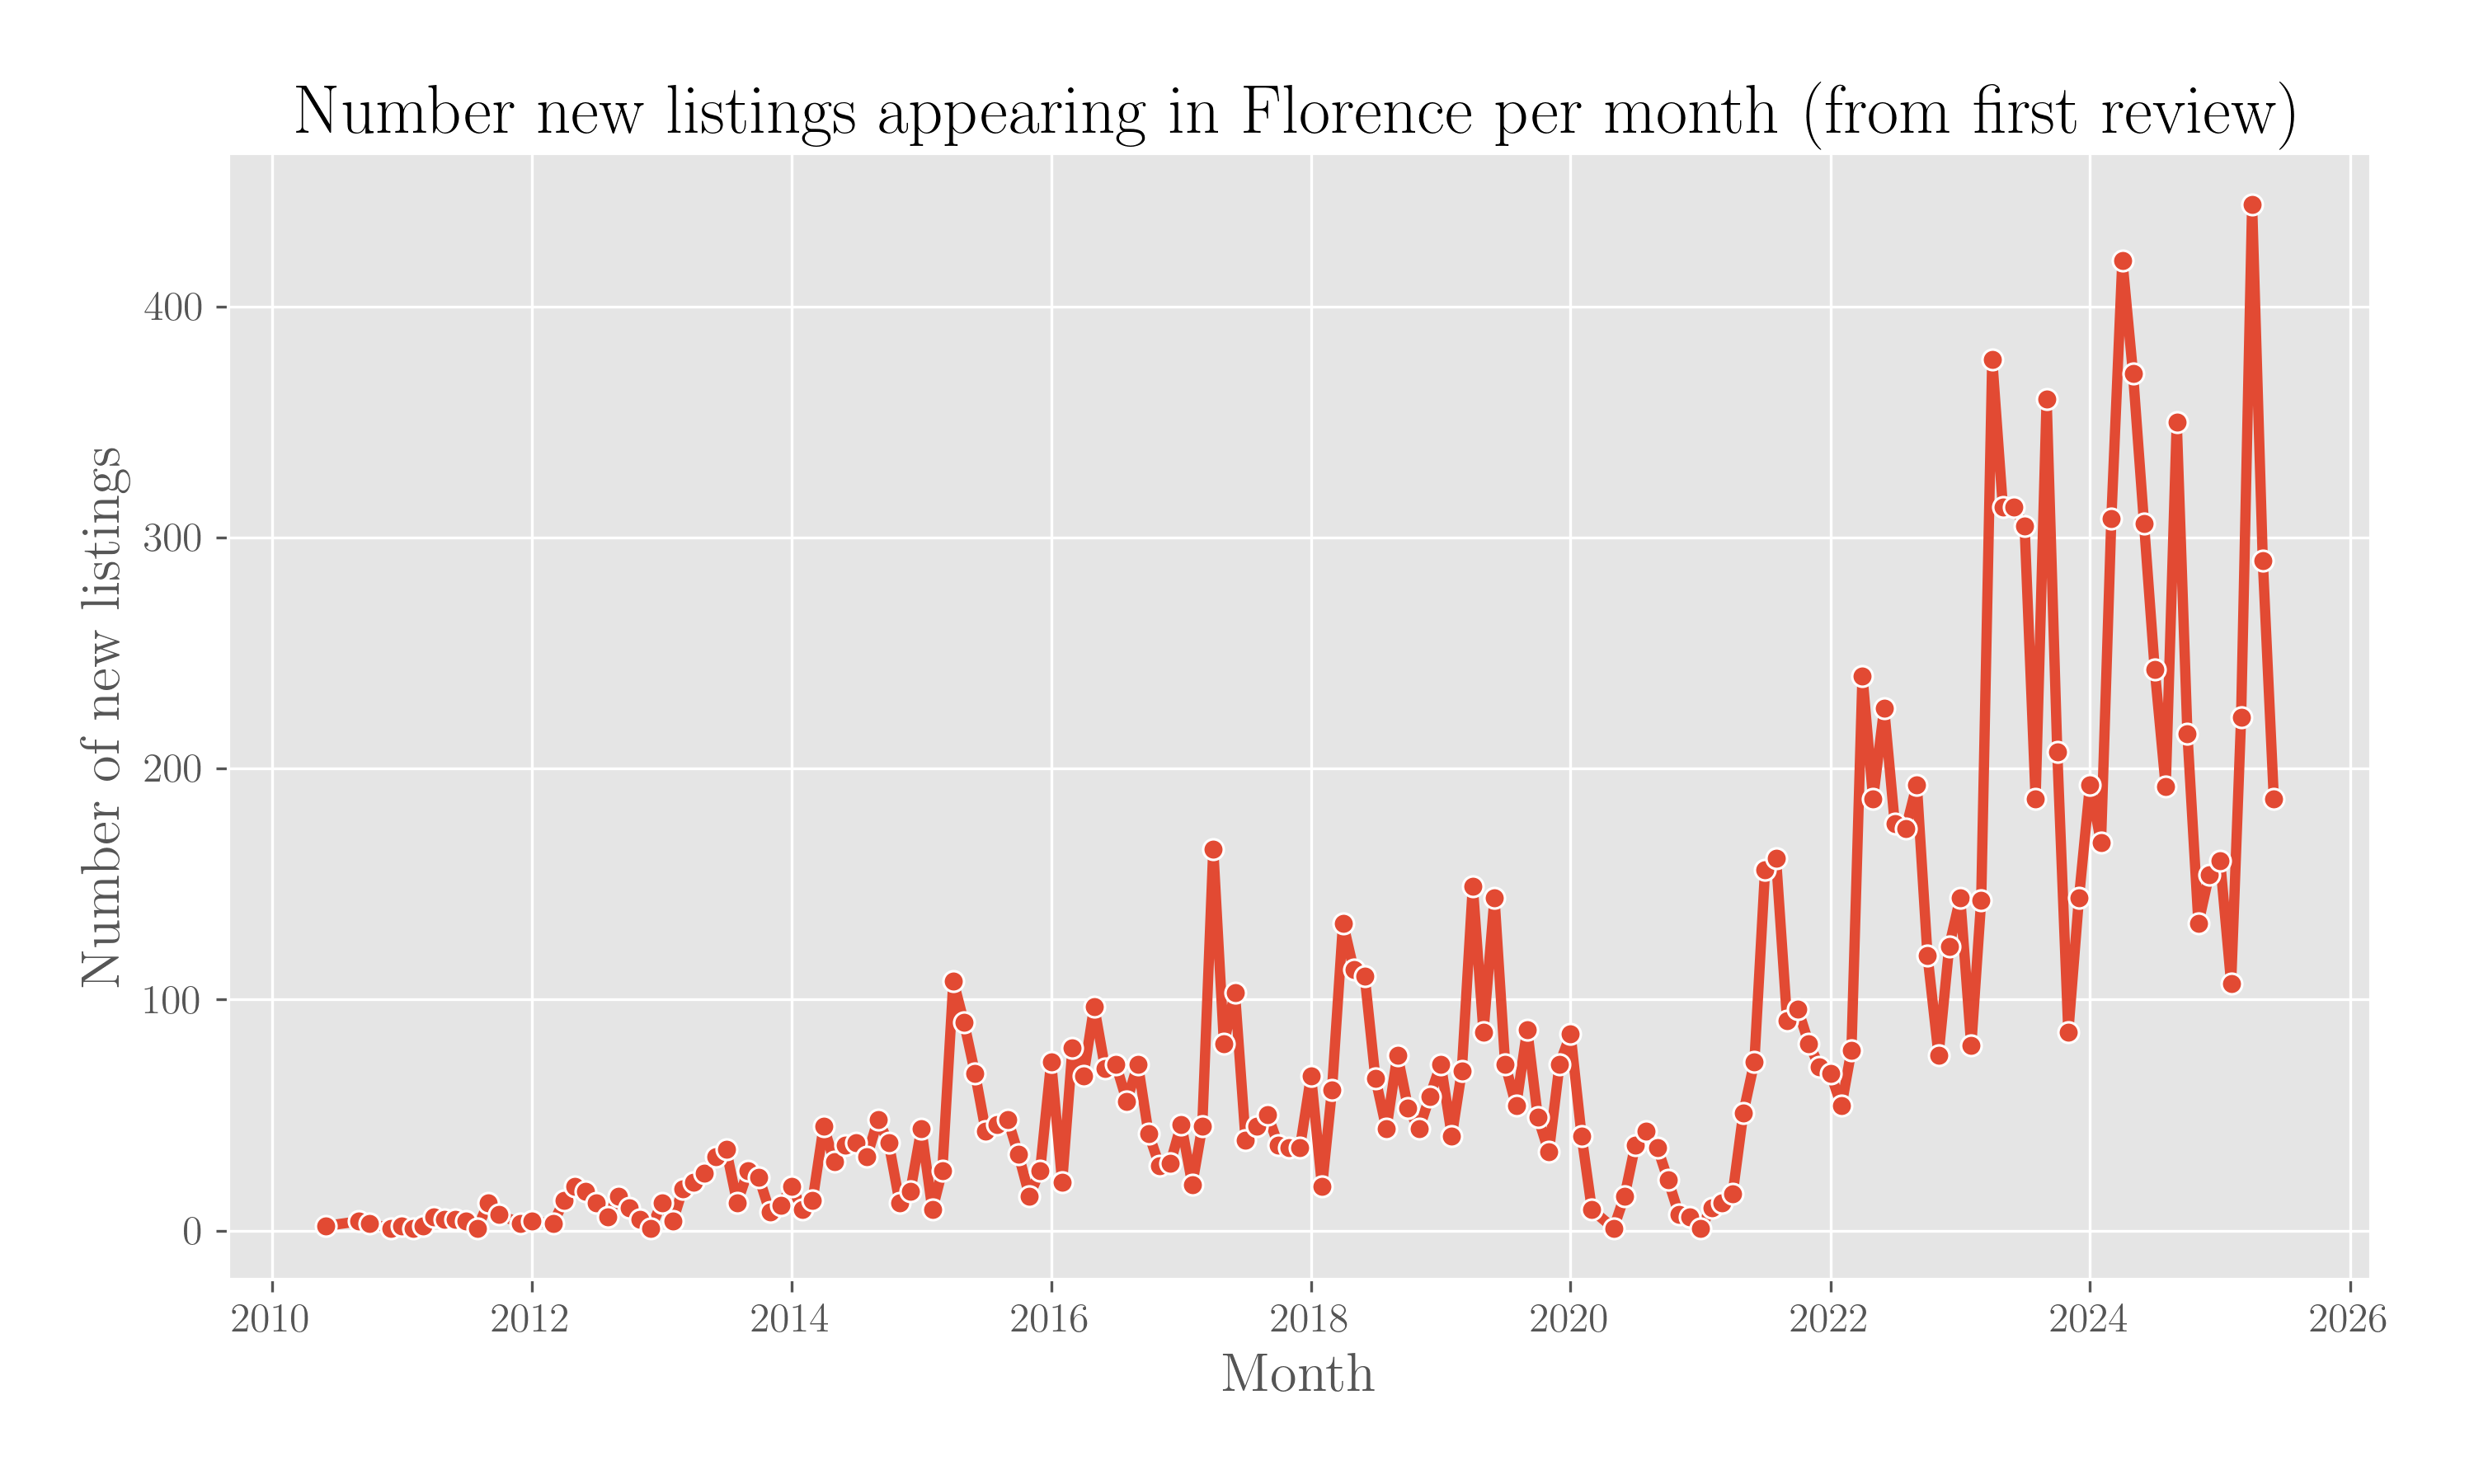 Number new listings appearing in Florence per month (from first review)
Number of new listings
400
300
200
100
0
2010 2012 2014 2016 2018 2020 2022 2024 2026
Month